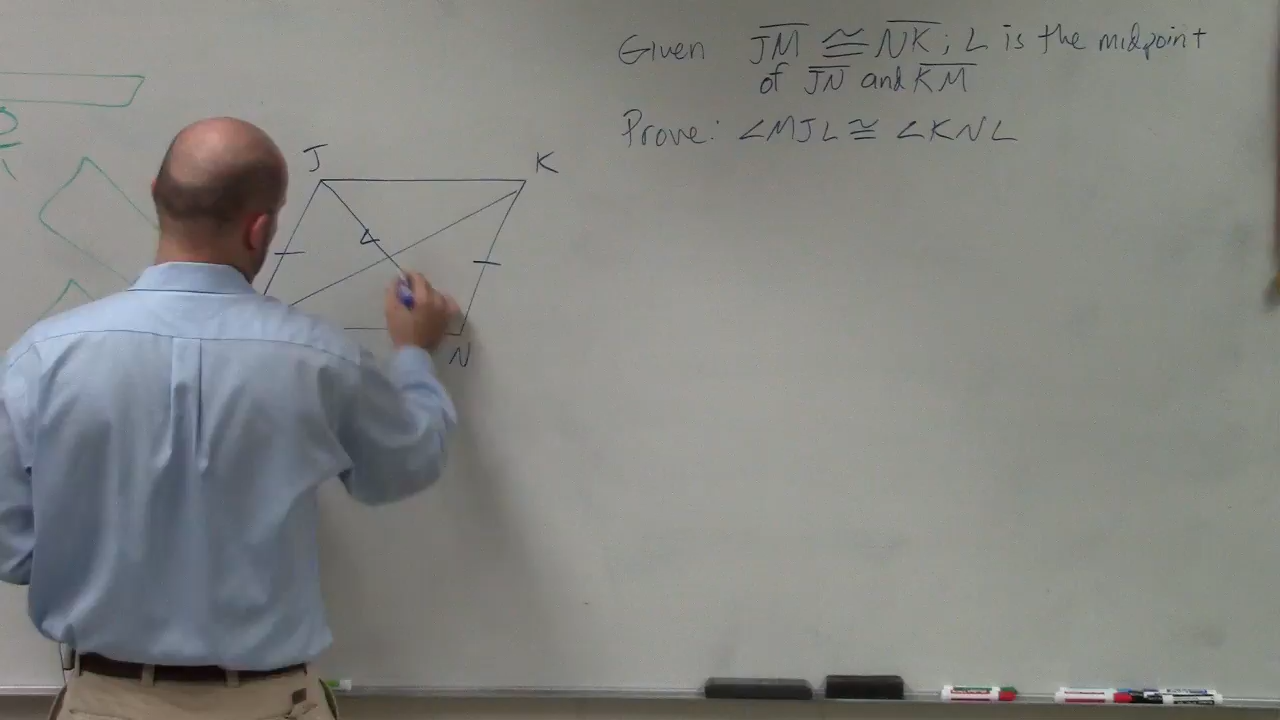 Given JM ≅ NK; L is the midpoint
of JN and KM
Prove: ∠MJL ≅ ∠KNL
J
K
N